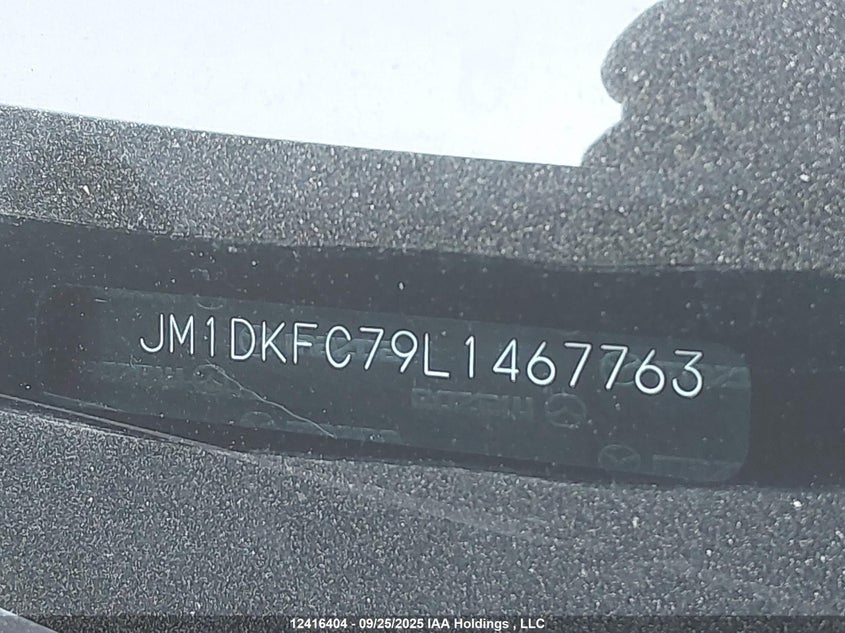 JM1DKFC79L1467763
12416404 - 09/25/2025 IAA Holdings , LLC